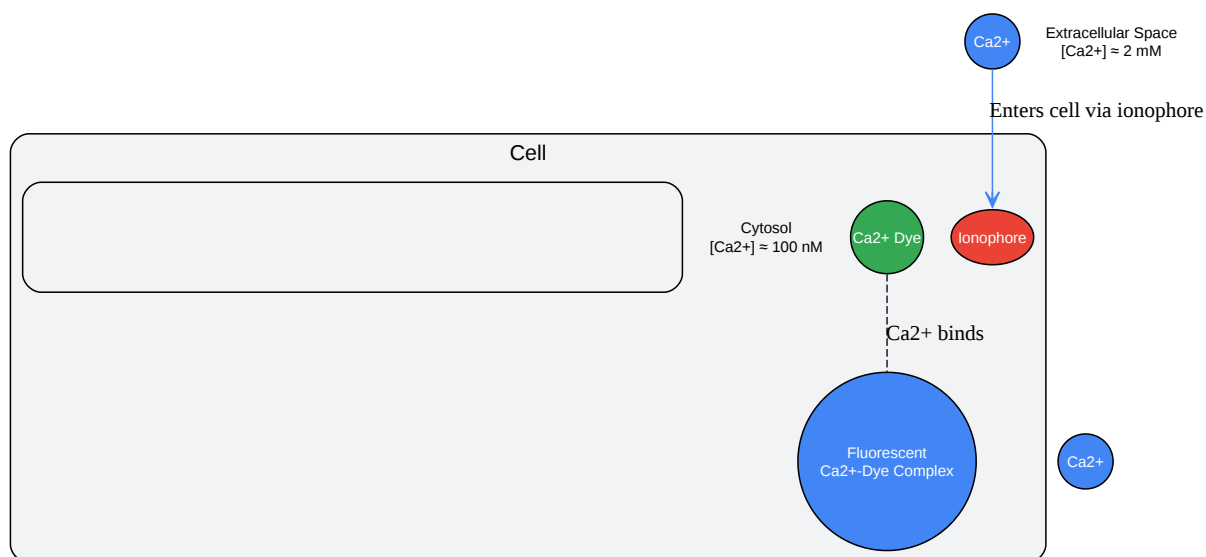 Ca2+
Extracellular Space
[Ca2+] ≈ 2 mM
Enters cell via ionophore
Cell
Cytosol
[Ca2+] ≈ 100 nM
Ca2+ Dye
Ionophore
Ca2+ binds
Fluorescent
Ca2+-Dye Complex
Ca2+